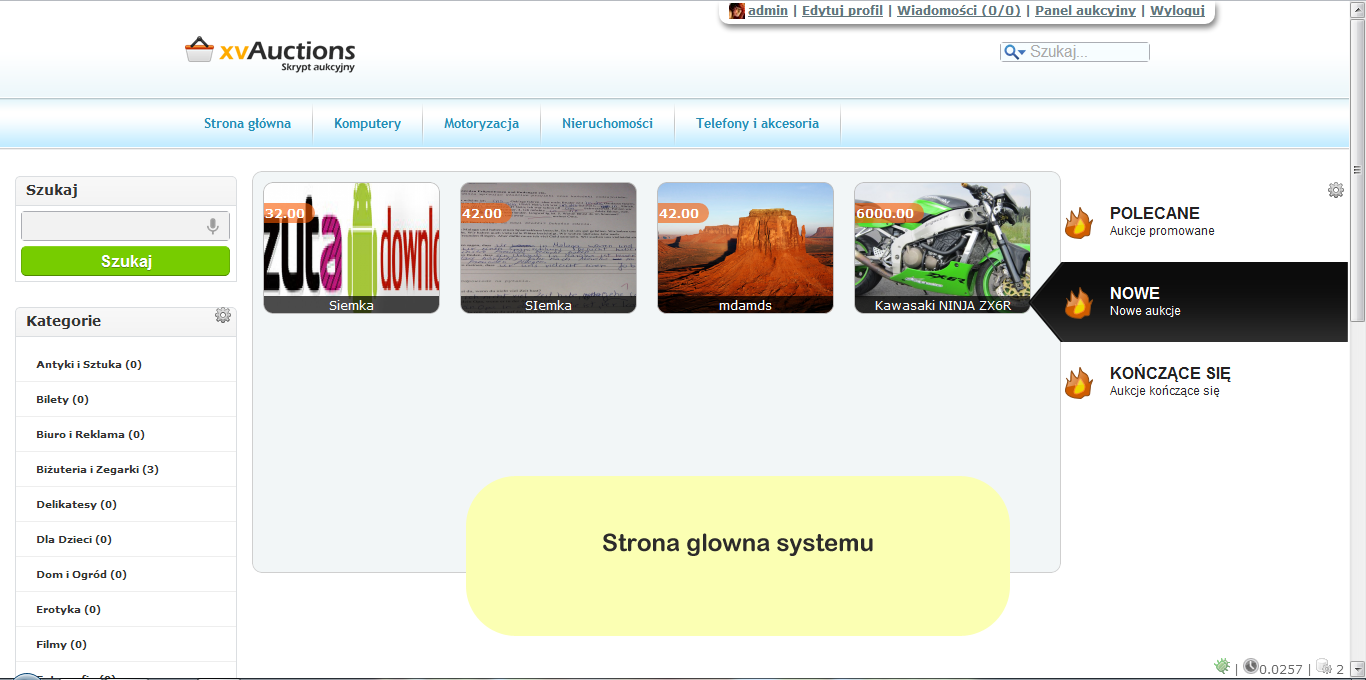 admin | Edytuj profil | Wiadomości (0/0) | Panel aukcyjny | Wyloguj
xvAuctions
Skrypt aukcyjny
Szukaj...
Strona główna
Komputery
Motoryzacja
Nieruchomości
Telefony i akcesoria
Szukaj
Szukaj
Kategorie
Antyki i Sztuka (0)
Bilety (0)
Biuro i Reklama (0)
Biżuteria i Zegarki (3)
Delikatesy (0)
Dla Dzieci (0)
Dom i Ogród (0)
Erotyka (0)
Filmy (0)
32.00
zuta
Siemka
42.00
SIemka
42.00
mdamds
6000.00
Kawasaki NINJA ZX6R
POLECANE
Aukcje promowane
NOWE
Nowe aukcje
KOŃCZĄCE SIĘ
Aukcje kończące się
Strona glowna systemu
| 0.0257 | 2